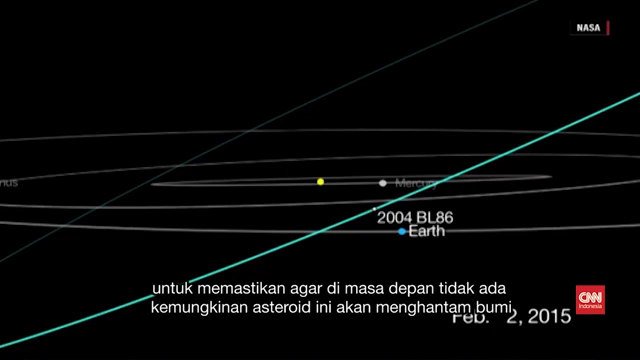 NASA
Mercury
2004 BL86
Earth
untuk memastikan agar di masa depan tidak ada
kemungkinan asteroid ini akan menghantam bumi
Feb. 2, 2015
CNN
Indonesia